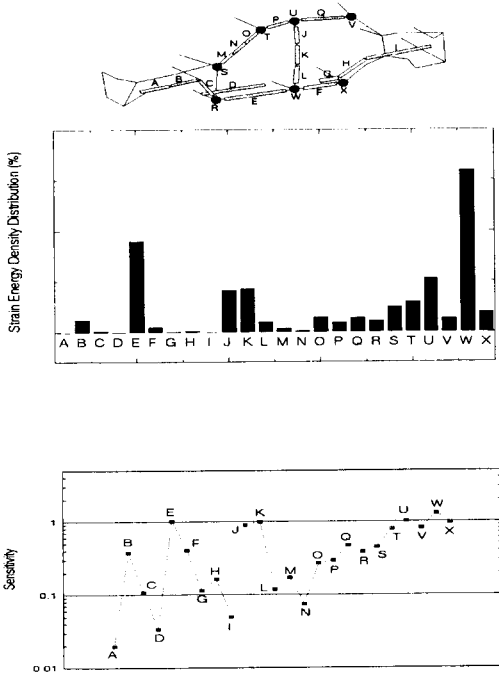 U
Q
P
V
O
T
N
J
M
K
H
I
S
L
G
A
B
C
D
R
E
W
F
X
Strain Energy Density Distribution (%)
A B C D E F G H I J K L M N O P Q R S T U V W X
Sensitivity
1
0.1
0.01
A
B
C
D
E
F
G
H
I
J
K
L
M
N
O
P
Q
R
S
T
U
V
W
X